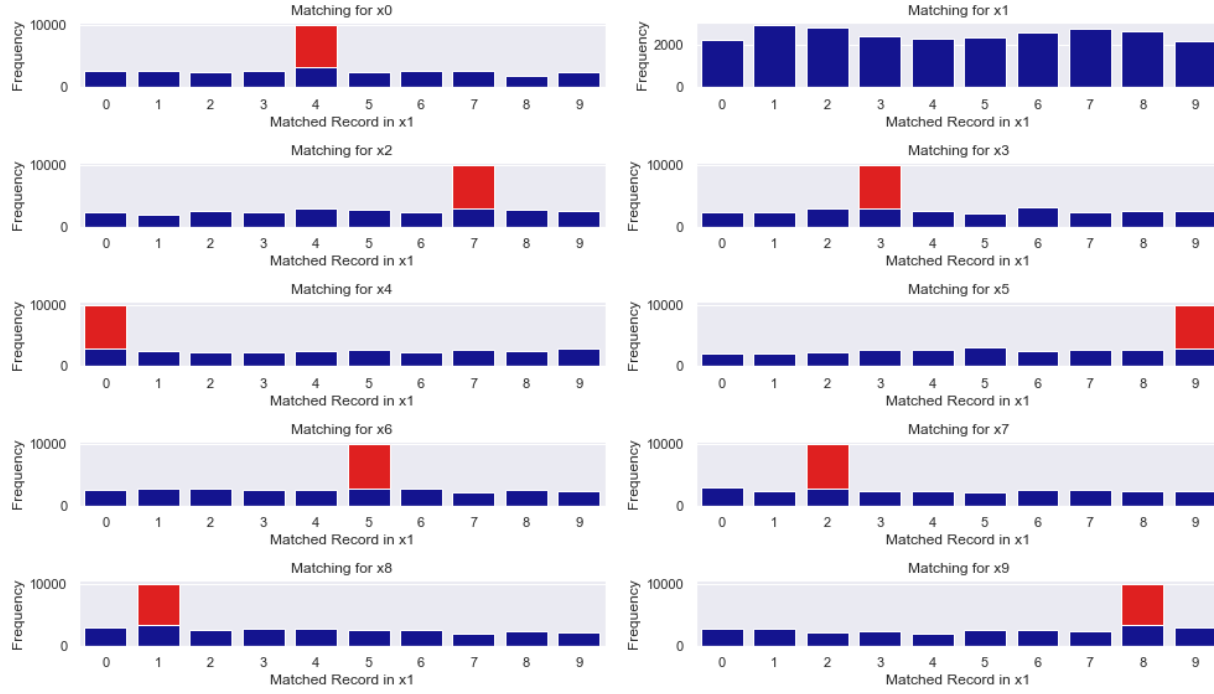 Matching for x0
10000
0
Frequency
0 1 2 3 4 5 6 7 8 9
Matched Record in x1
Matching for x1
2000
0
Frequency
0 1 2 3 4 5 6 7 8 9
Matched Record in x1
Matching for x2
10000
0
Frequency
0 1 2 3 4 5 6 7 8 9
Matched Record in x1
Matching for x3
10000
0
Frequency
0 1 2 3 4 5 6 7 8 9
Matched Record in x1
Matching for x4
10000
0
Frequency
0 1 2 3 4 5 6 7 8 9
Matched Record in x1
Matching for x5
10000
0
Frequency
0 1 2 3 4 5 6 7 8 9
Matched Record in x1
Matching for x6
10000
0
Frequency
0 1 2 3 4 5 6 7 8 9
Matched Record in x1
Matching for x7
10000
0
Frequency
0 1 2 3 4 5 6 7 8 9
Matched Record in x1
Matching for x8
10000
0
Frequency
0 1 2 3 4 5 6 7 8 9
Matched Record in x1
Matching for x9
10000
0
Frequency
0 1 2 3 4 5 6 7 8 9
Matched Record in x1